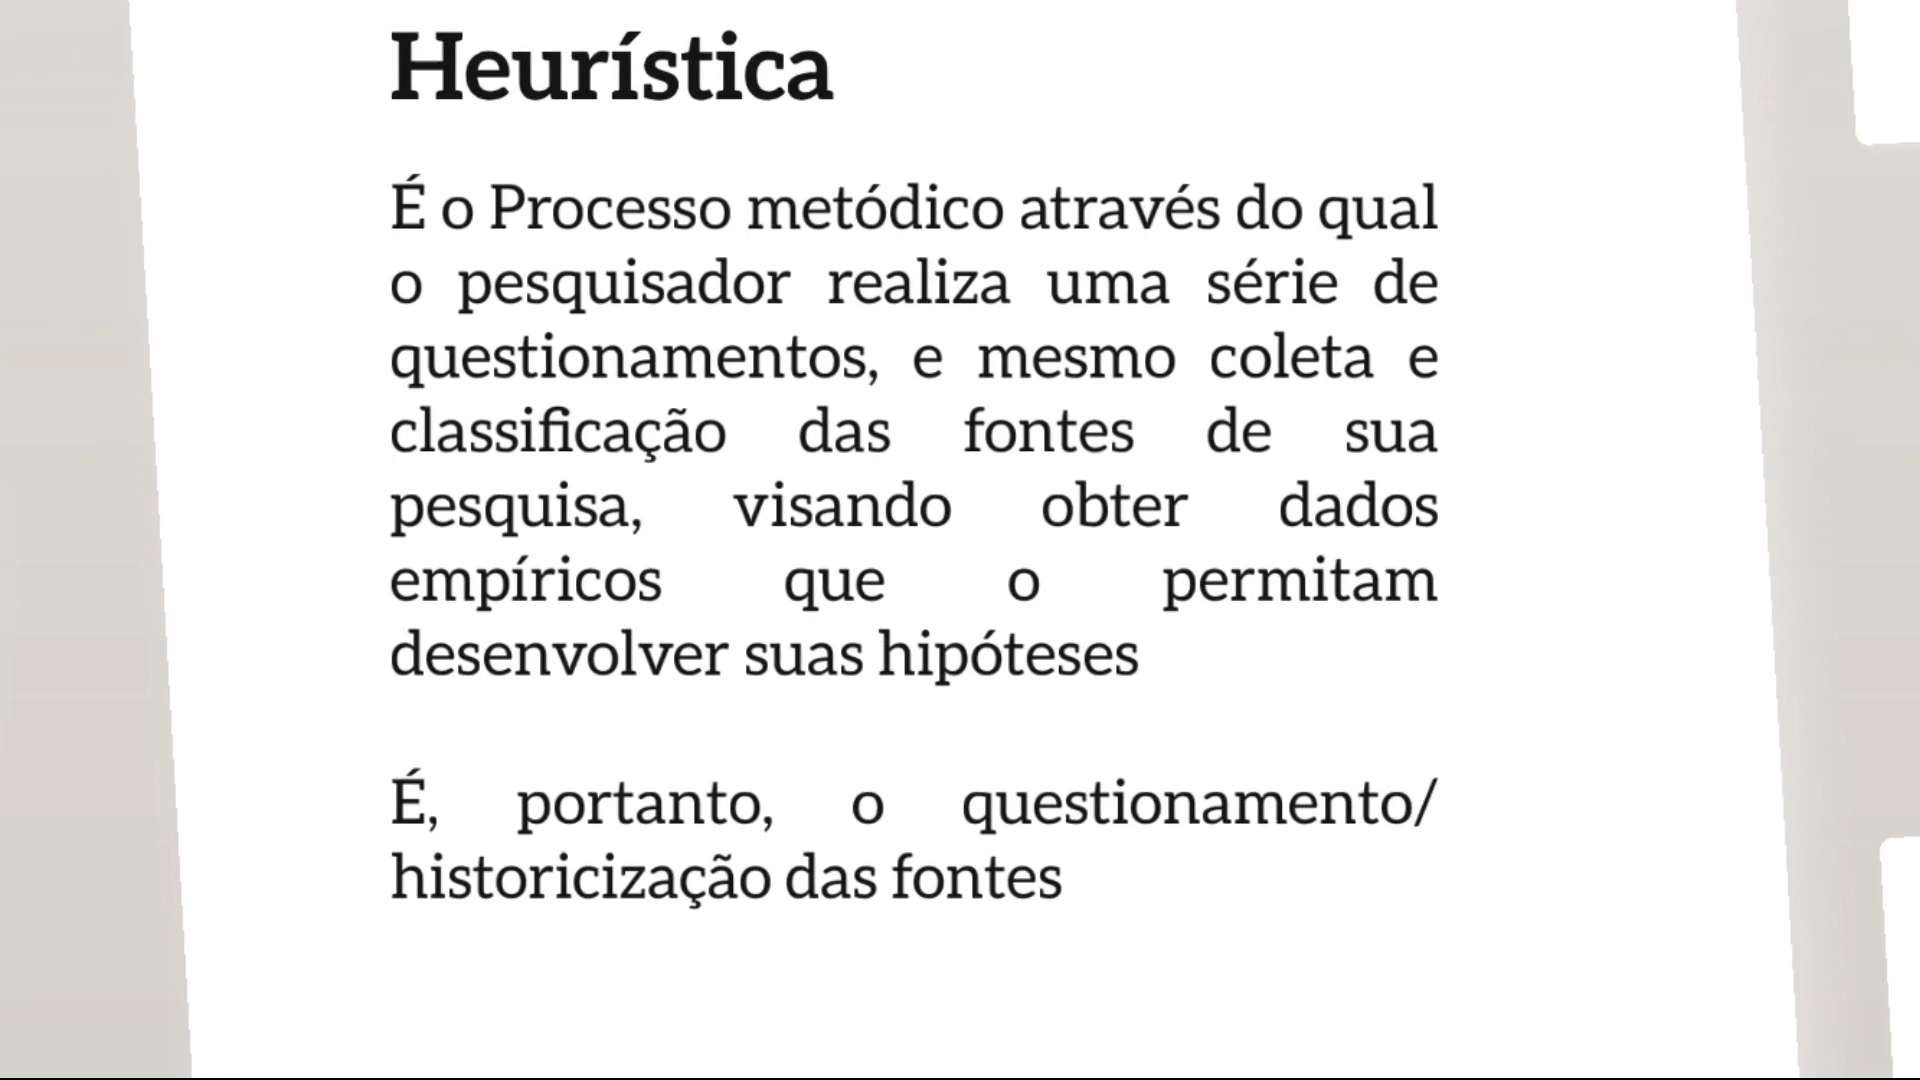 Heurística
É o Processo metódico através do qual
o pesquisador realiza uma série de
questionamentos, e mesmo coleta e
classificação das fontes de sua
pesquisa, visando obter dados
empíricos que o permitam
desenvolver suas hipóteses
É, portanto, o questionamento/
historicização das fontes